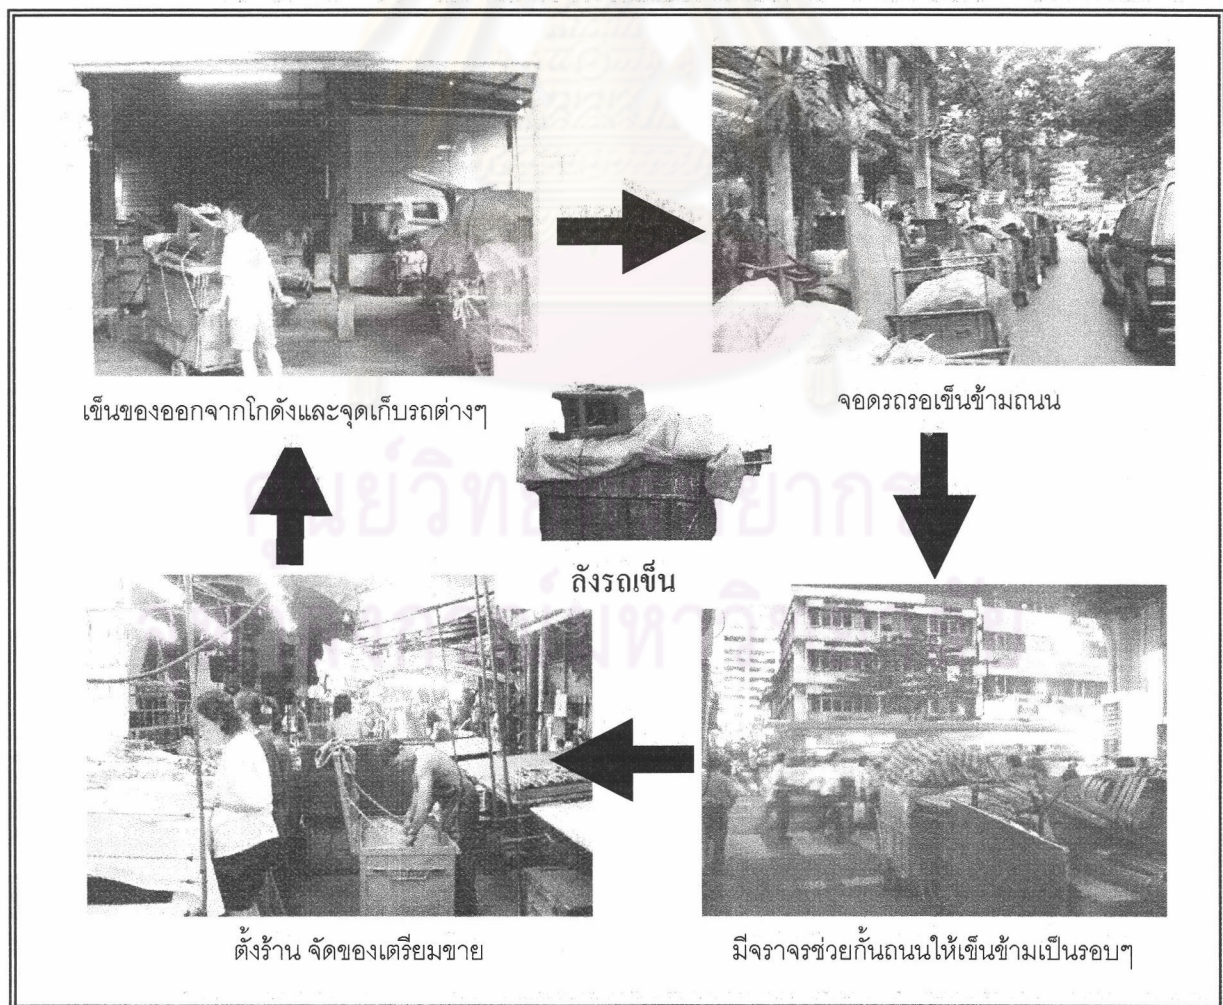 เข็นของออกจากโกดังและจุดเก็บรถต่างๆ
จอดรถรอเข็นข้ามถนน
ลังรถเข็น
ตั้งร้าน จัดของเตรียมขาย
มีจราจรช่วยกั้นถนนให้เข็นข้ามเป็นรอบๆ